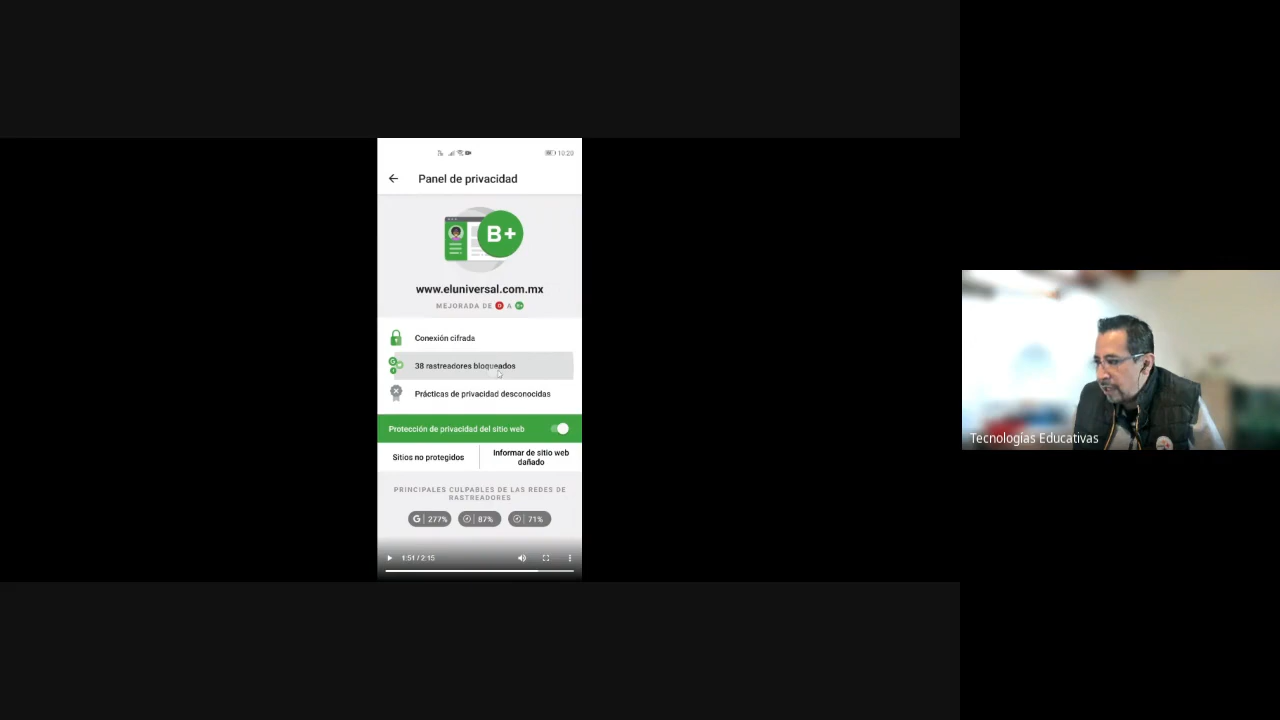 10:20
Panel de privacidad
B+
www.eluniversal.com.mx
MEJORADA DE D A B+
Conexión cifrada
38 rastreadores bloqueados
Prácticas de privacidad desconocidas
Protección de privacidad del sitio web
Sitios no protegidos
Informar de sitio web
dañado
PRINCIPALES CULPABLES DE LAS REDES DE
RASTREADORES
G 277%
87%
71%
1:51 / 2:15
Tecnologías Educativas